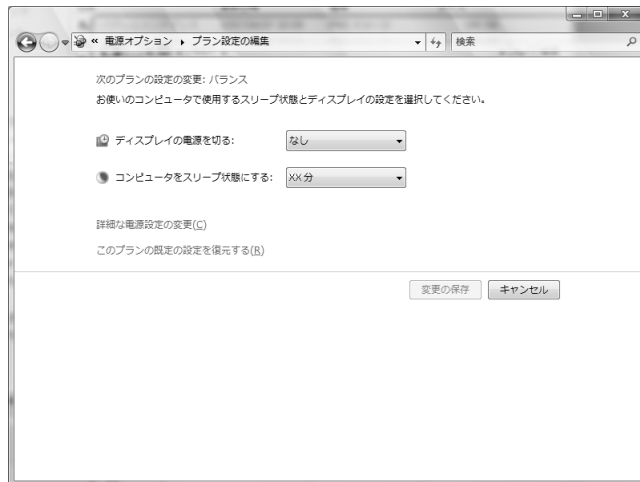 « 電源オプション ▸ プラン設定の編集
検索
次のプランの設定の変更: バランス
お使いのコンピュータで使用するスリープ状態とディスプレイの設定を選択してください。
ディスプレイの電源を切る: なし
コンピュータをスリープ状態にする: XX分
詳細な電源設定の変更(C)
このプランの既定の設定を復元する(R)
変更の保存 キャンセル